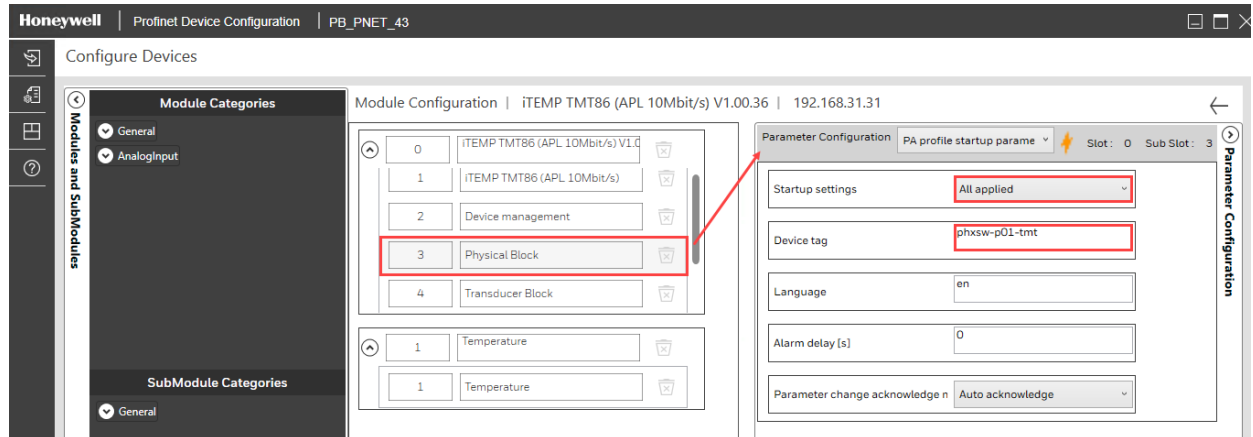 Honeywell | Profinet Device Configuration | PB_PNET_43
Configure Devices
Modules and SubModules
Module Categories
General
AnalogInput
SubModule Categories
General
Module Configuration | iTEMP TMT86 (APL 10Mbit/s) V1.00.36 | 192.168.31.31
0 iTEMP TMT86 (APL 10Mbit/s) V1.0
1 iTEMP TMT86 (APL 10Mbit/s)
2 Device management
3 Physical Block
4 Transducer Block
1 Temperature
1 Temperature
Parameter Configuration PA profile startup parame Slot: 0 Sub Slot: 3
Startup settings All applied
Device tag phxsw-p01-tmt
Language en
Alarm delay [s] 0
Parameter change acknowledge Auto acknowledge
Parameter Configuration